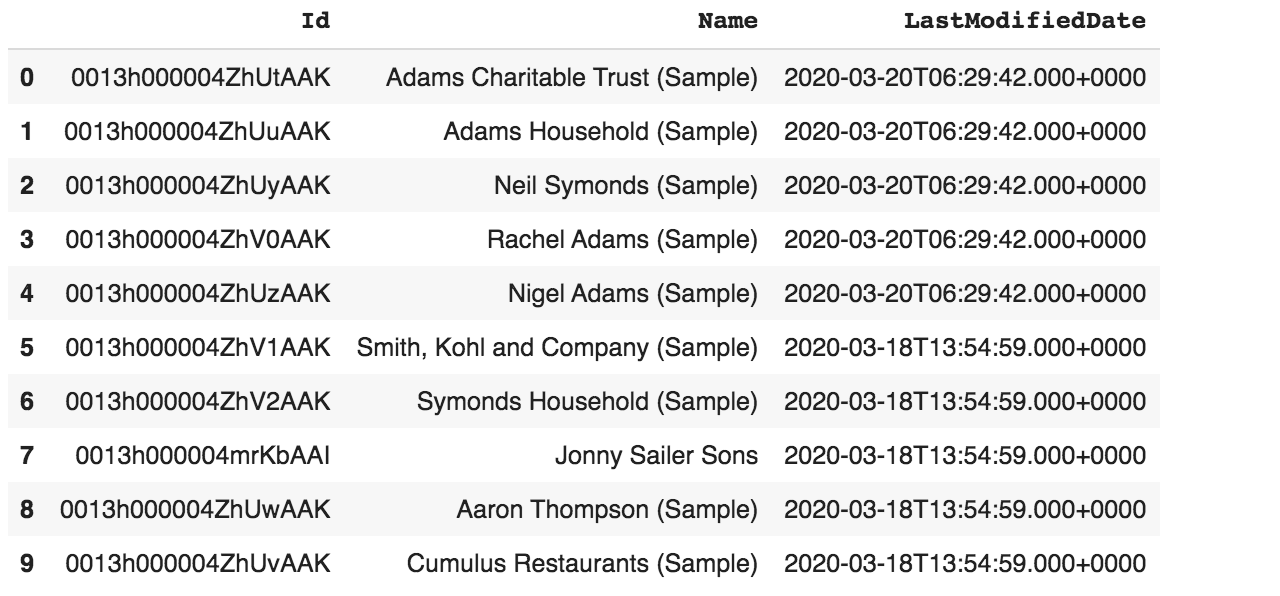 Id Name LastModifiedDate
0 0013h000004ZhUtAAK Adams Charitable Trust (Sample) 2020-03-20T06:29:42.000+0000
1 0013h000004ZhUuAAK Adams Household (Sample) 2020-03-20T06:29:42.000+0000
2 0013h000004ZhUyAAK Neil Symonds (Sample) 2020-03-20T06:29:42.000+0000
3 0013h000004ZhV0AAK Rachel Adams (Sample) 2020-03-20T06:29:42.000+0000
4 0013h000004ZhUzAAK Nigel Adams (Sample) 2020-03-20T06:29:42.000+0000
5 0013h000004ZhV1AAK Smith, Kohl and Company (Sample) 2020-03-18T13:54:59.000+0000
6 0013h000004ZhV2AAK Symonds Household (Sample) 2020-03-18T13:54:59.000+0000
7 0013h000004mrKbAAI Jonny Sailer Sons 2020-03-18T13:54:59.000+0000
8 0013h000004ZhUwAAK Aaron Thompson (Sample) 2020-03-18T13:54:59.000+0000
9 0013h000004ZhUvAAK Cumulus Restaurants (Sample) 2020-03-18T13:54:59.000+0000